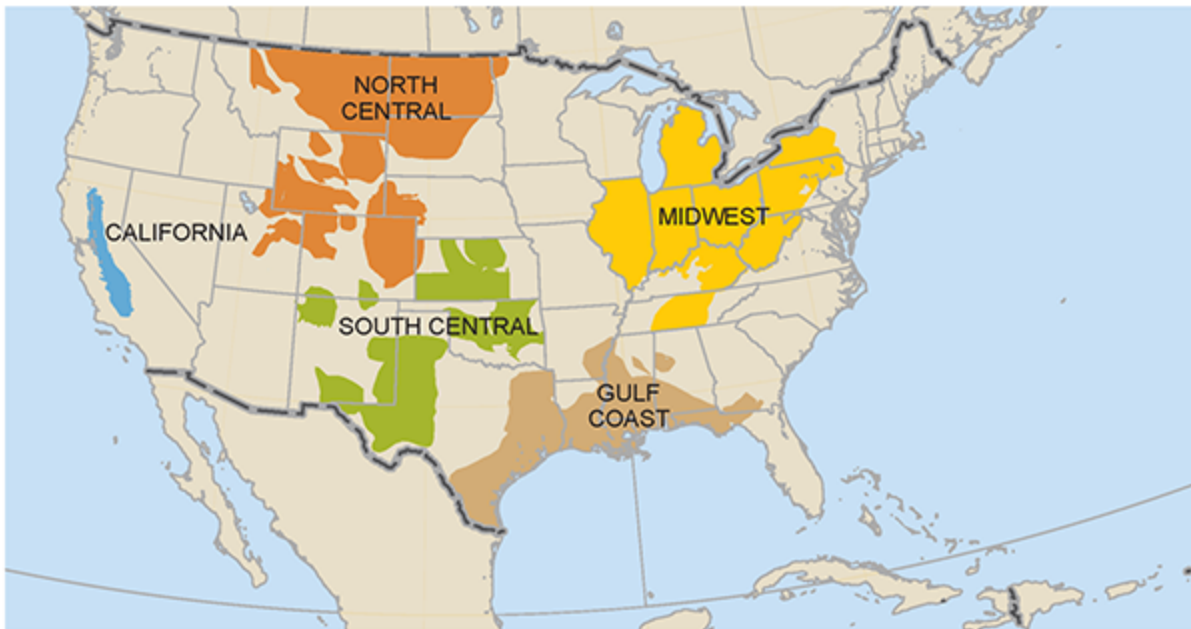 NORTH
CENTRAL
CALIFORNIA
MIDWEST
SOUTH CENTRAL
GULF
COAST